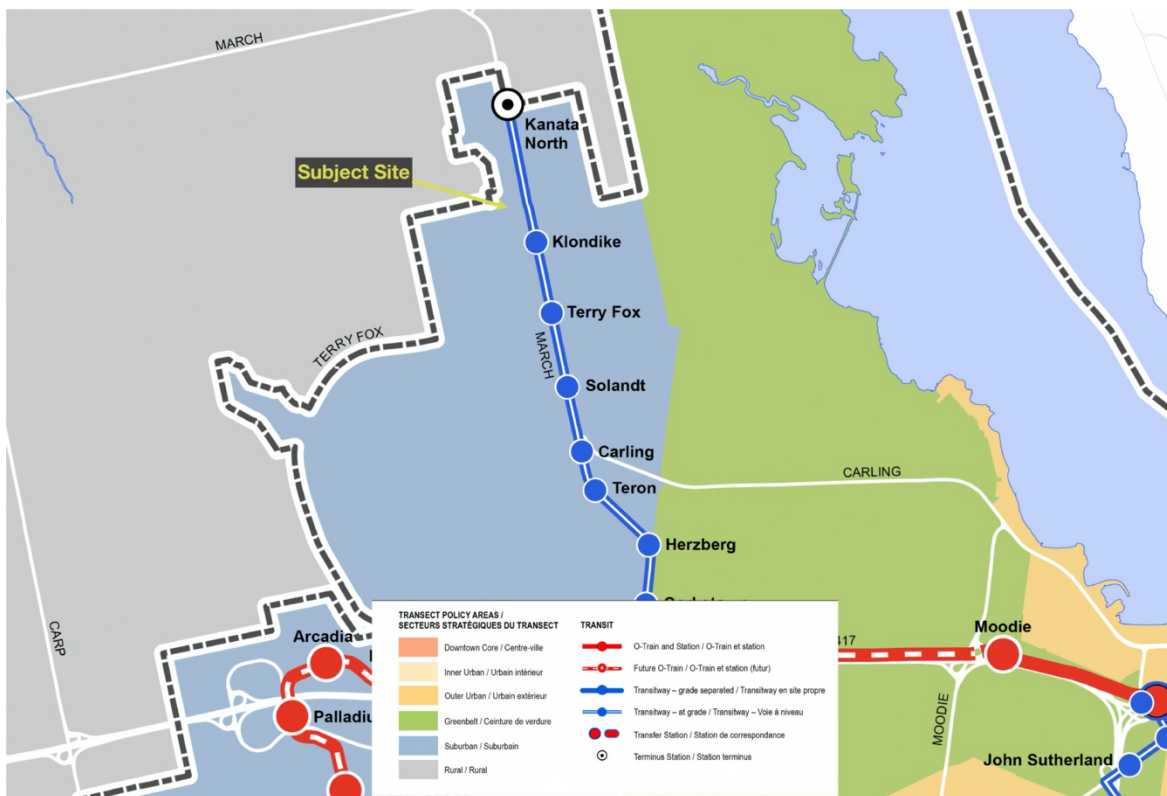 MARCH
Kanata
North
Subject Site
Klondike
TERRY FOX
Terry Fox
MARCH
Solandt
Carling
CARLING
Teron
Herzberg
CARP
Arcadia
417
Moodie
MOODIE
John Sutherland
TRANSECT POLICY AREAS /
SECTEURS STRATÉGIQUES DU TRANSECT
Downtown Core / Centre-ville
Inner Urban / Urbain intérieur
Outer Urban / Urbain extérieur
Greenbelt / Ceinture de verdure
Suburban / Suburbain
Rural / Rural
TRANSIT
O-Train and Station / O-Train et station
Future O-Train / O-Train et station (futur)
Transitway – grade separated / Transitway en site propre
Transitway – at grade / Transitway – Voie à niveau
Transfer Station / Station de correspondance
Terminus Station / Station terminus
Palladiu